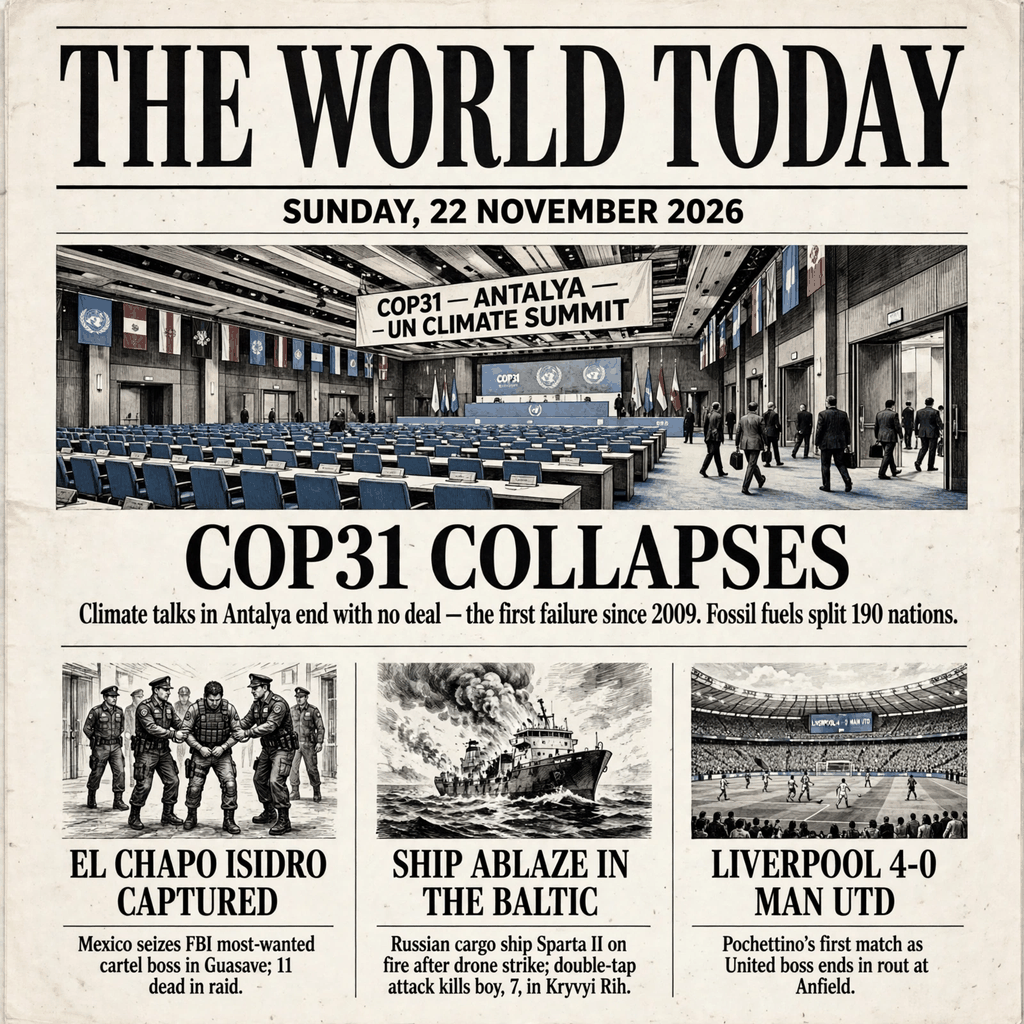 THE WORLD TODAY
SUNDAY, 22 NOVEMBER 2026
COP31 — ANTALYA —
— UN CLIMATE SUMMIT
COP31
COP31 COLLAPSES
Climate talks in Antalya end with no deal — the first failure since 2009. Fossil fuels split 190 nations.
EL CHAPO ISIDRO
CAPTURED
Mexico seizes FBI most-wanted
cartel boss in Guasave; 11
dead in raid.
SHIP ABLAZE IN
THE BALTIC
Russian cargo ship Sparta II on
fire after drone strike; double-tap
attack kills boy, 7, in Kryvyi Rih.
LIVERPOOL 4-0 MAN UTD
LIVERPOOL 4-0
MAN UTD
Pochettino’s first match as
United boss ends in rout at
Anfield.